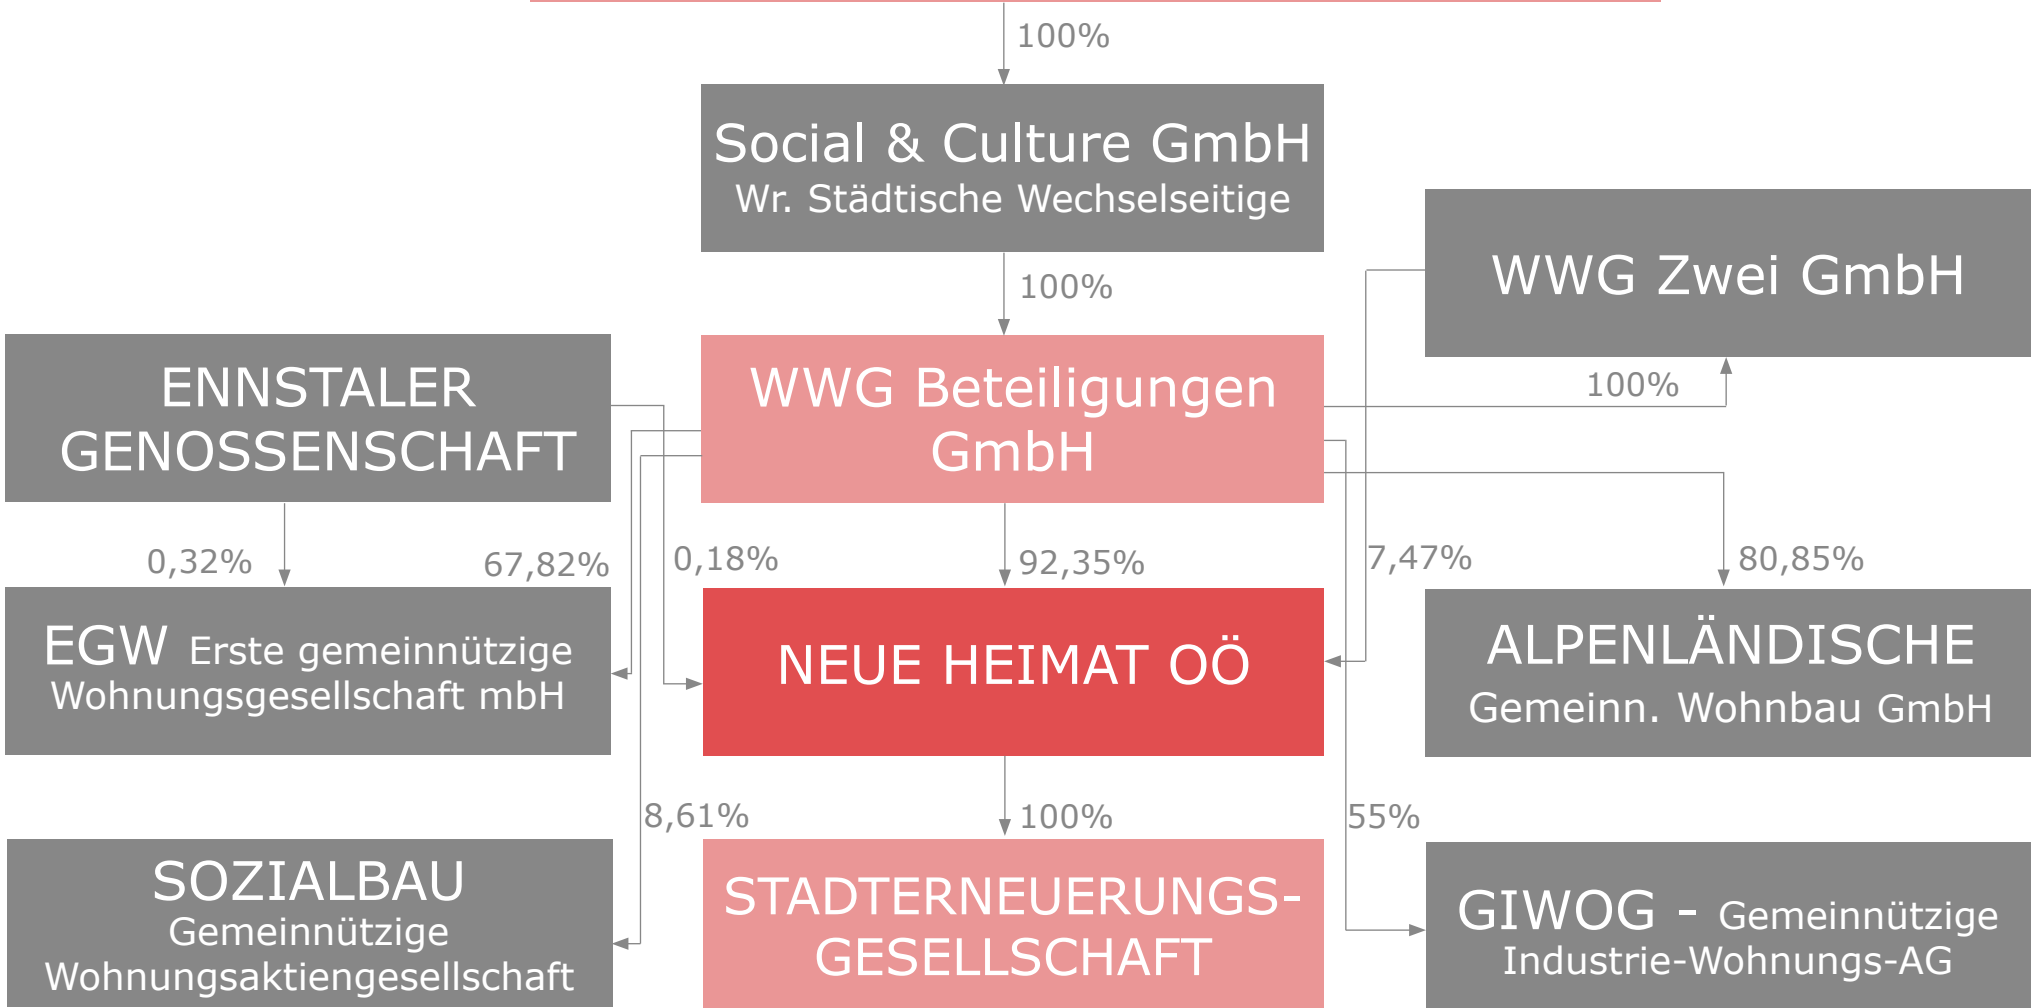 100%
Social & Culture GmbH
Wr. Städtische Wechselseitige
100%
WWG Zwei GmbH
100%
ENNSTALER
GENOSSENSCHAFT
WWG Beteiligungen
GmbH
0,32%
67,82%
0,18%
92,35%
7,47%
80,85%
EGW Erste gemeinnützige
Wohnungsgesellschaft mbH
NEUE HEIMAT OÖ
ALPENLÄNDISCHE
Gemeinn. Wohnbau GmbH
8,61%
100%
55%
SOZIALBAU
Gemeinnützige
Wohnungsaktiengesellschaft
STADTERNEUERUNGS-
GESELLSCHAFT
GIWOG - Gemeinnützige
Industrie-Wohnungs-AG